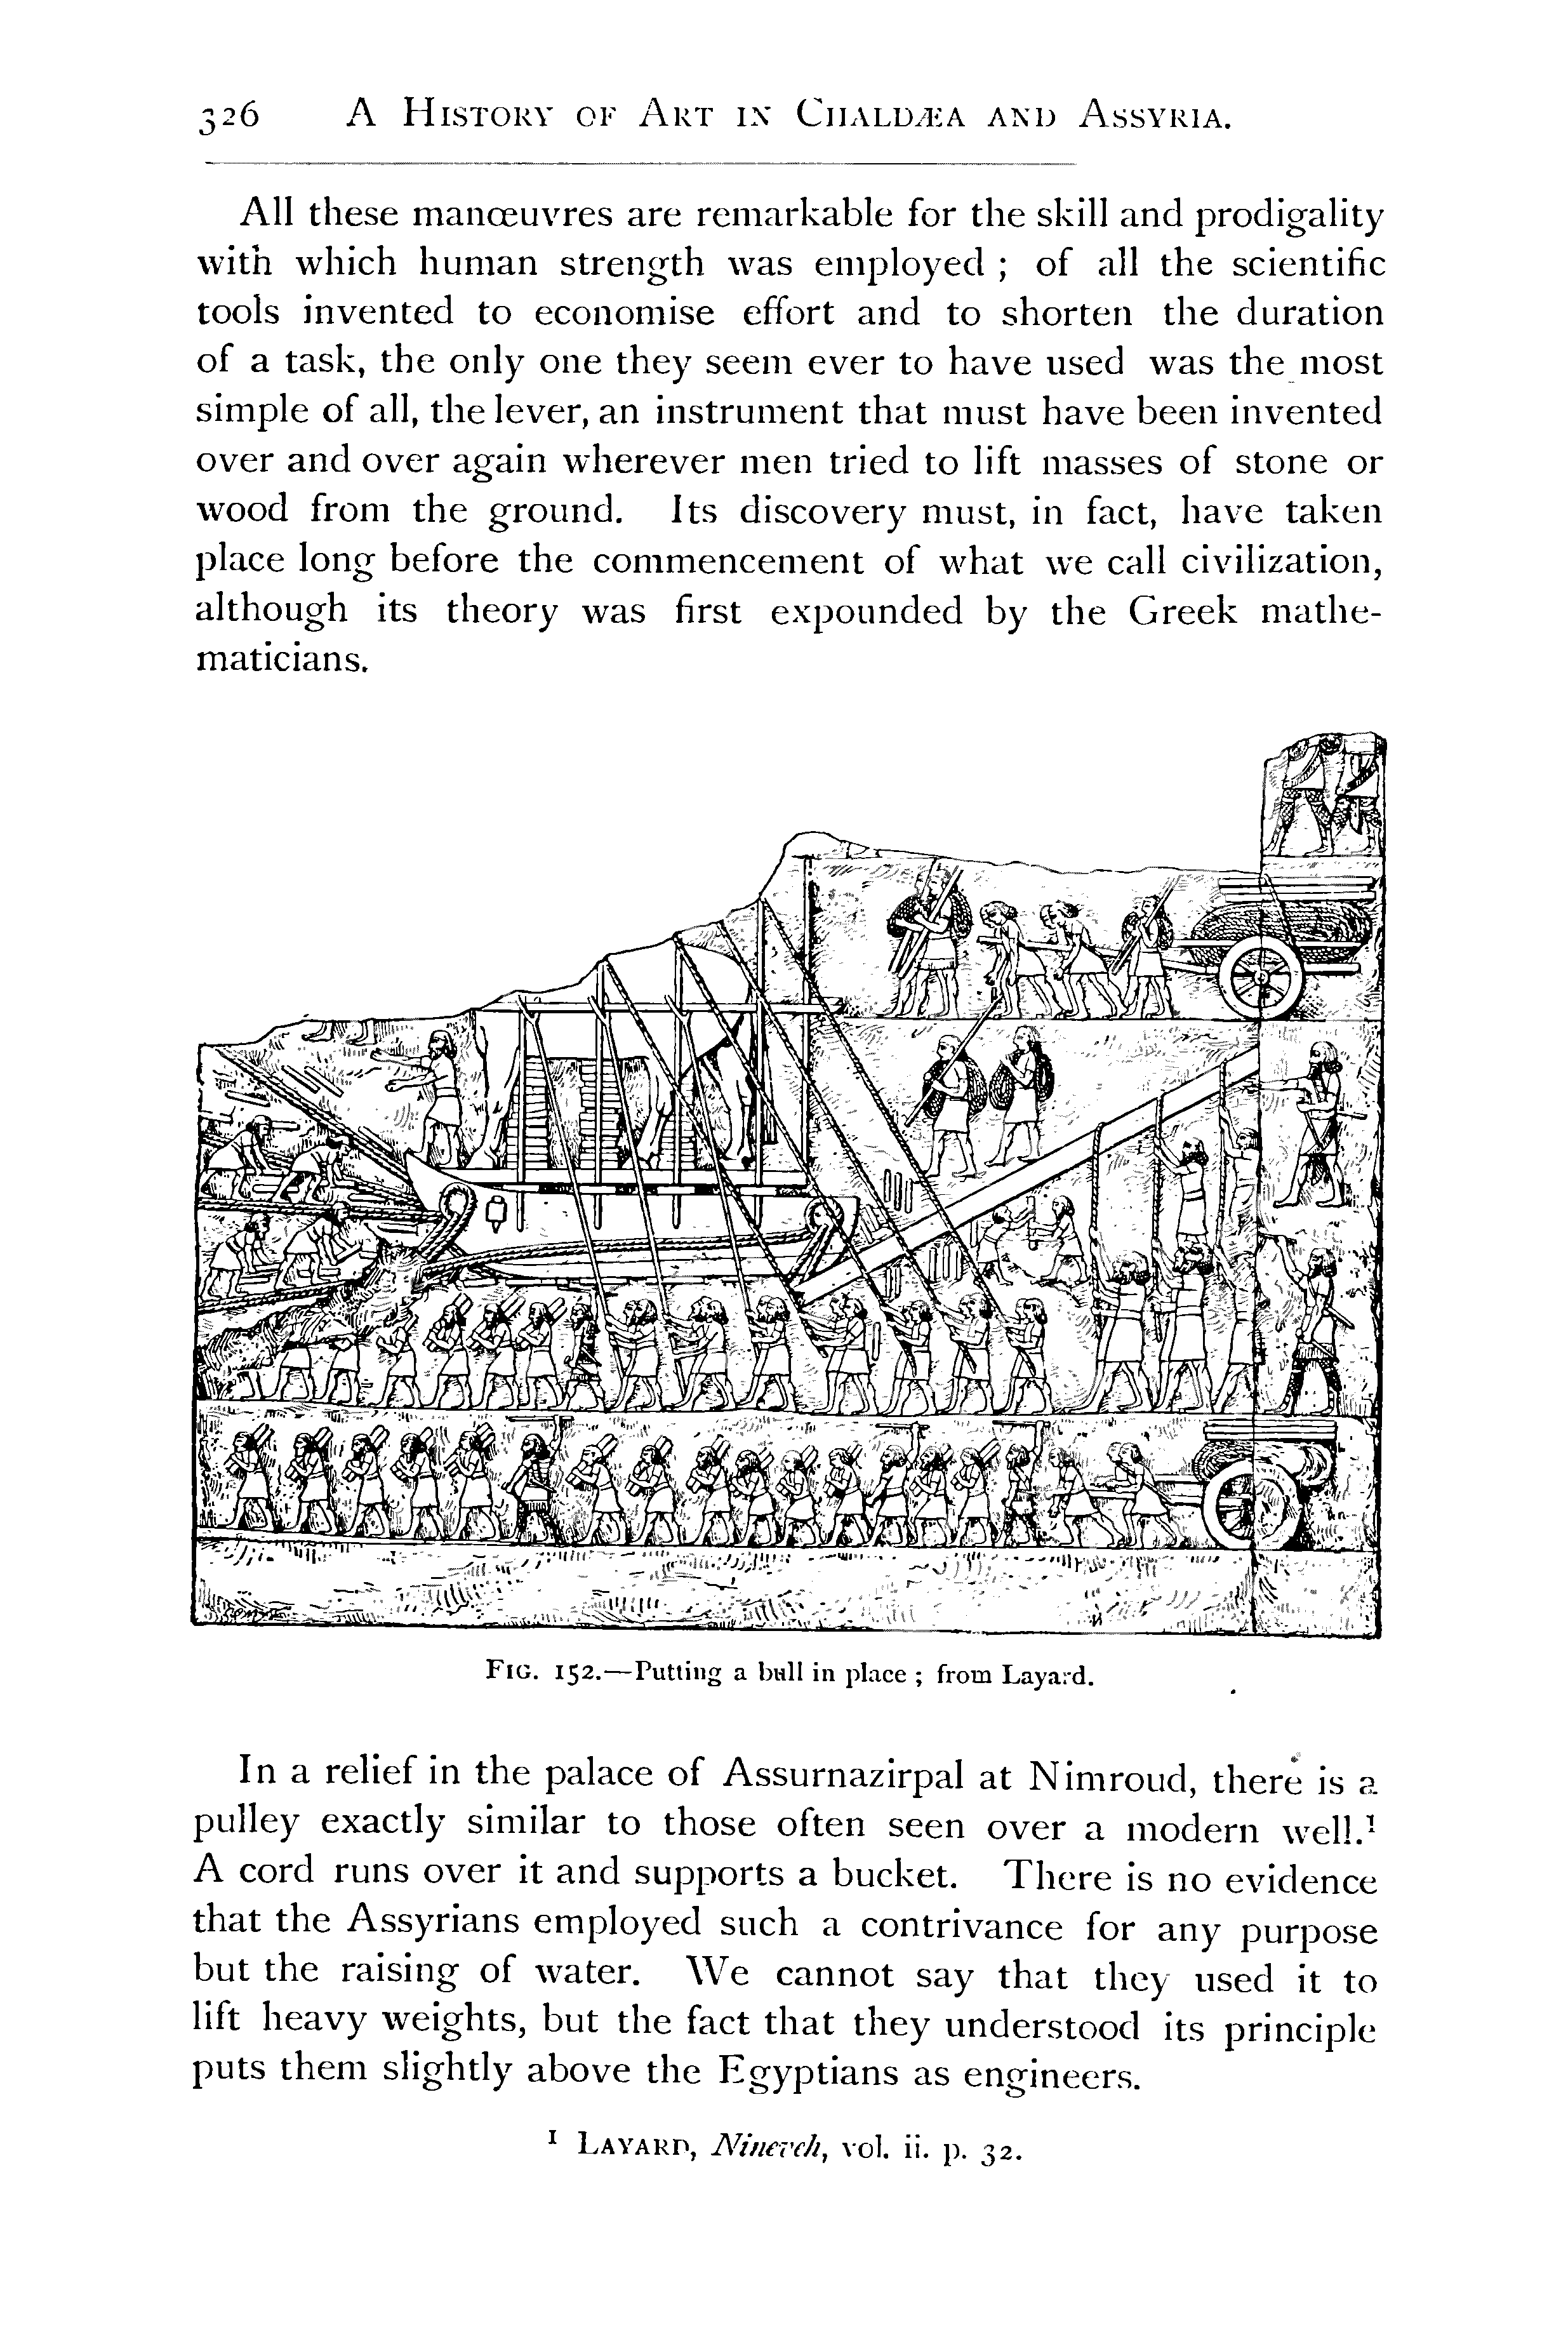 326 A HISTORY OF ART IN CHALDÆA AND ASSYRIA.
All these manœuvres are remarkable for the skill and prodigality
with which human strength was employed ; of all the scientific
tools invented to economise effort and to shorten the duration
of a task, the only one they seem ever to have used was the most
simple of all, the lever, an instrument that must have been invented
over and over again wherever men tried to lift masses of stone or
wood from the ground. Its discovery must, in fact, have taken
place long before the commencement of what we call civilization,
although its theory was first expounded by the Greek mathe-
maticians.
FIG. 152.—Putting a bull in place ; from Layard.
In a relief in the palace of Assurnazirpal at Nimroud, there is a
pulley exactly similar to those often seen over a modern well.¹
A cord runs over it and supports a bucket. There is no evidence
that the Assyrians employed such a contrivance for any purpose
but the raising of water. We cannot say that they used it to
lift heavy weights, but the fact that they understood its principle
puts them slightly above the Egyptians as engineers.
¹ LAYARD, Nineveh, vol. ii. p. 32.